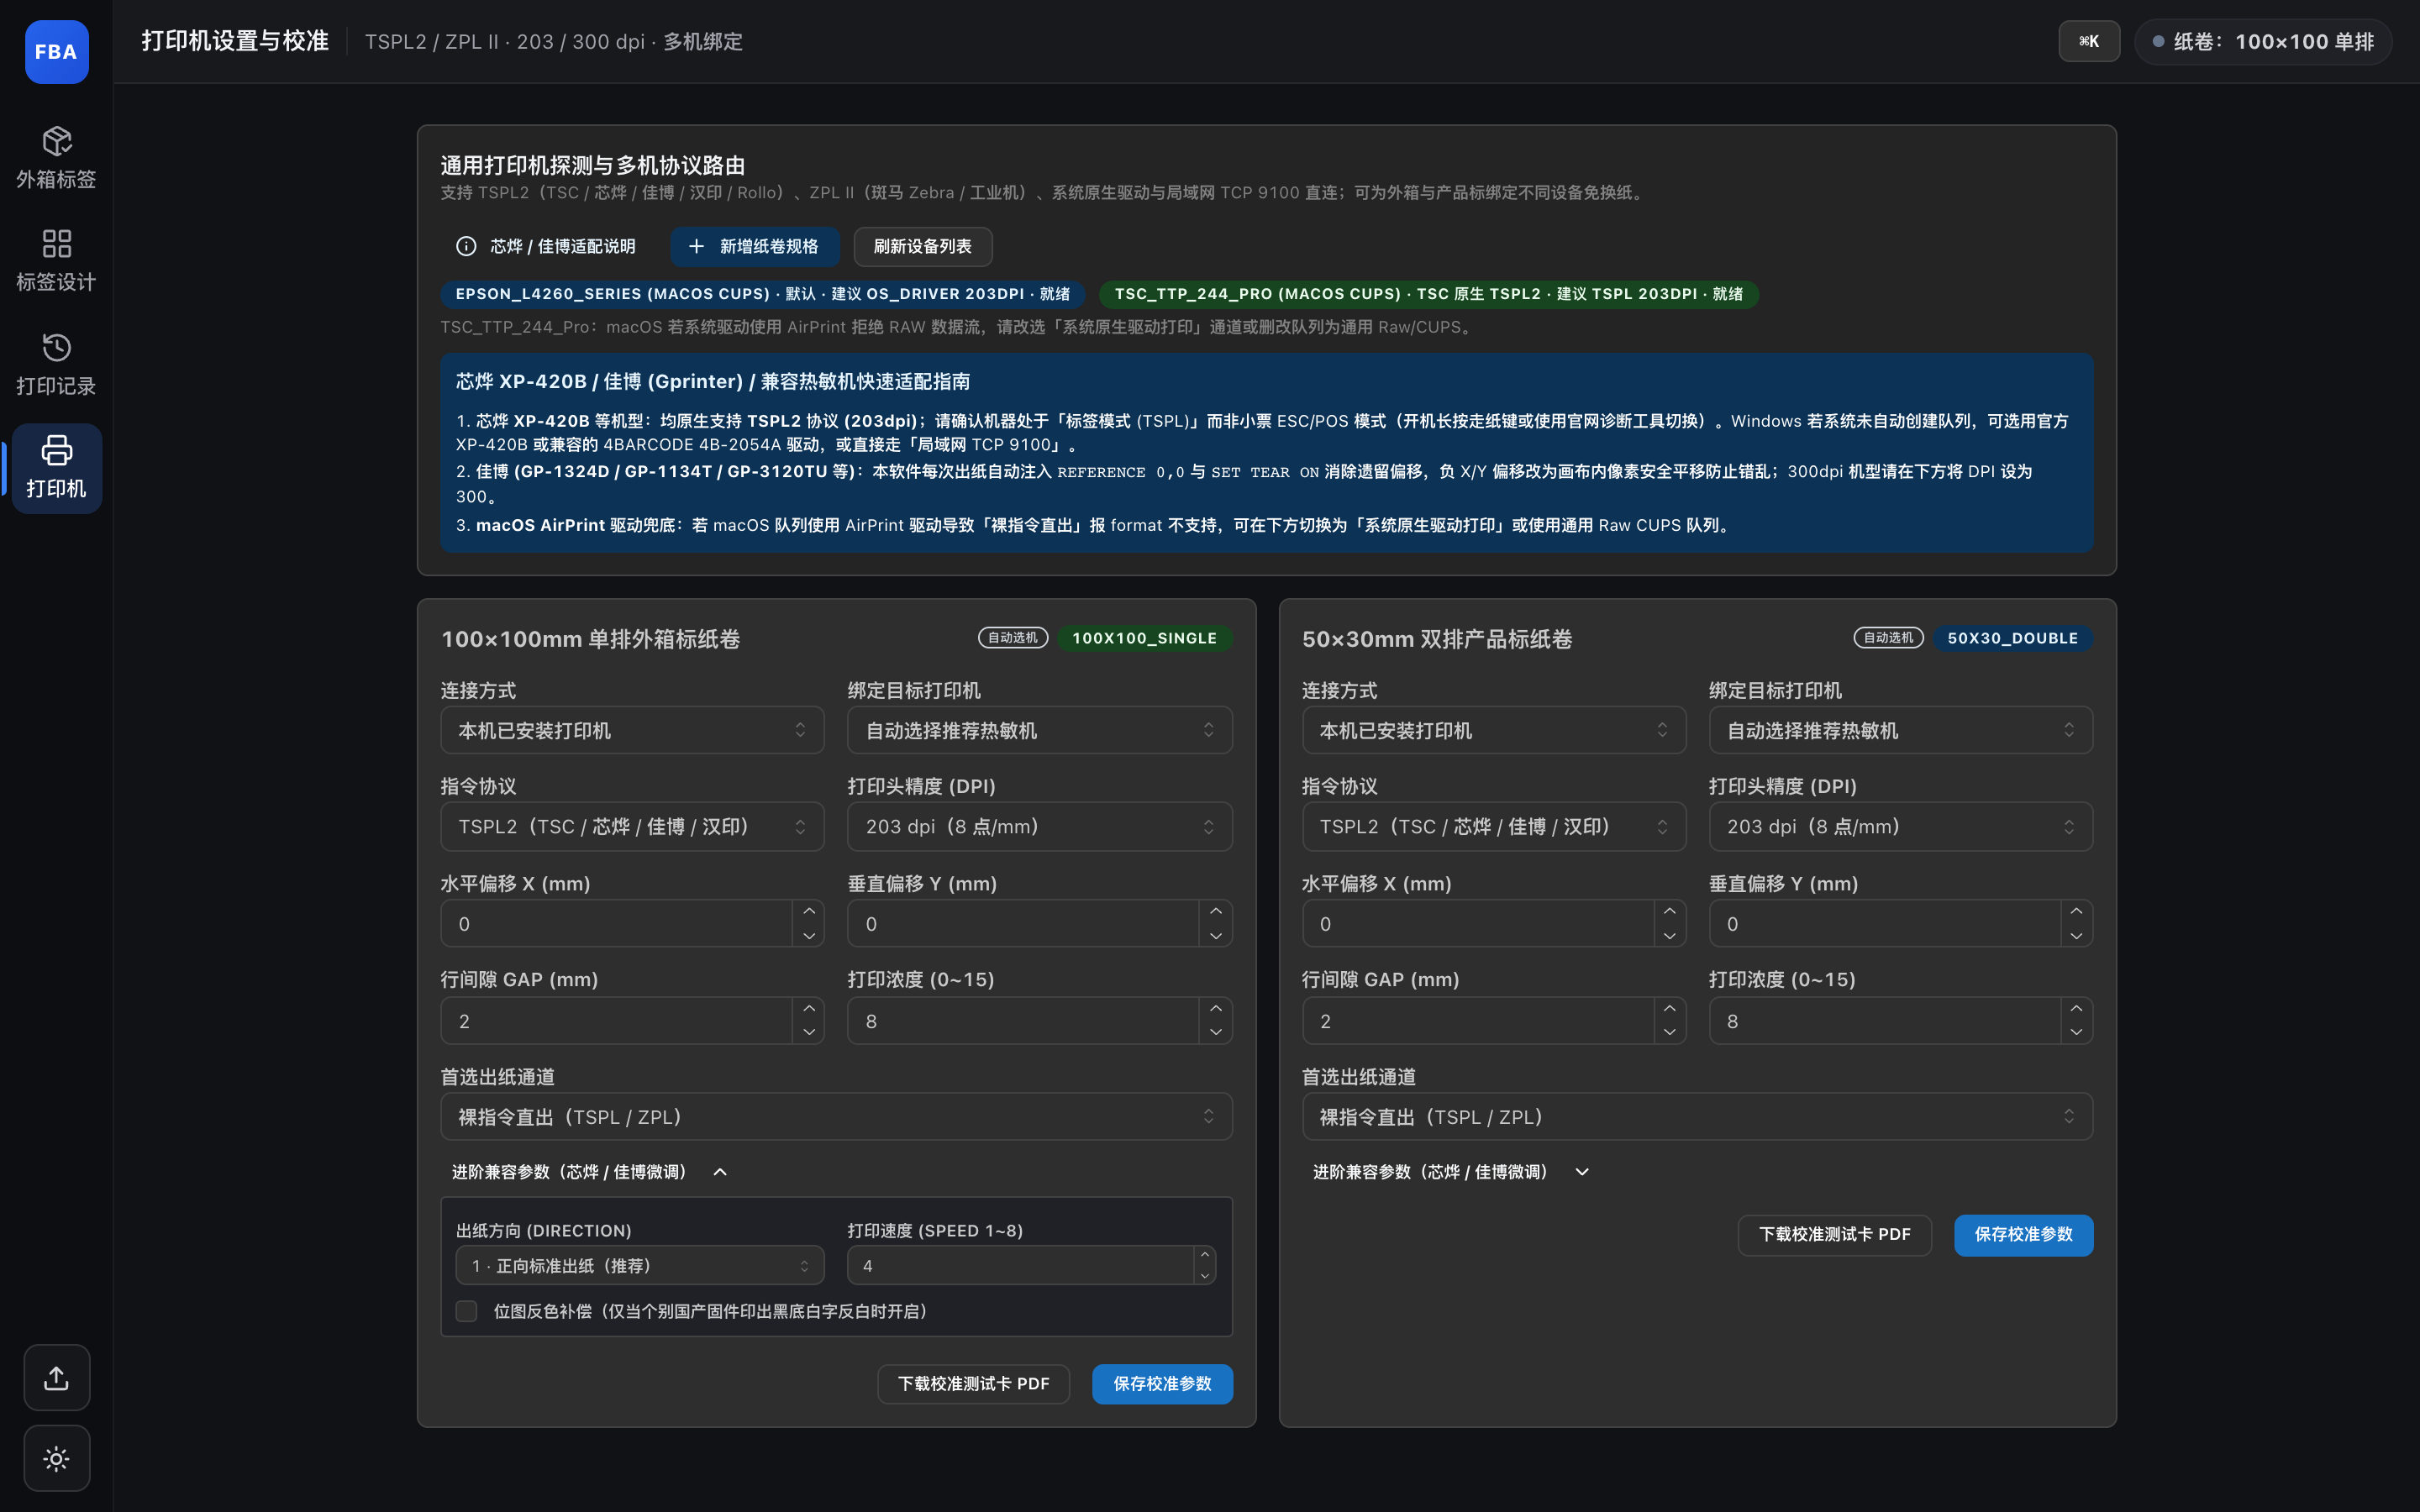 FBA
打印机设置与校准
TSPL2 / ZPL II · 203 / 300 dpi · 多机绑定
⌘K
纸卷：100×100 单排
外箱标签
标签设计
打印记录
打印机
通用打印机探测与多机协议路由
支持 TSPL2（TSC / 芯烨 / 佳博 / 汉印 / Rollo）、ZPL II（斑马 Zebra / 工业机）、系统原生驱动与局域网 TCP 9100 直连；可为外箱与产品标绑定不同设备免换纸。
芯烨 / 佳博适配说明
新增纸卷规格
刷新设备列表
EPSON_L4260_SERIES (MACOS CUPS) · 默认 · 建议 OS_DRIVER 203DPI · 就绪
TSC_TTP_244_PRO (MACOS CUPS) · TSC 原生 TSPL2 · 建议 TSPL 203DPI · 就绪
TSC_TTP_244_Pro：macOS 若系统驱动使用 AirPrint 拒绝 RAW 数据流，请改选「系统原生驱动打印」通道或删改队列为通用 Raw/CUPS。
芯烨 XP-420B / 佳博 (Gprinter) / 兼容热敏机快速适配指南
1. 芯烨 XP-420B 等机型：均原生支持 TSPL2 协议 (203dpi)；请确认机器处于「标签模式 (TSPL)」而非小票 ESC/POS 模式（开机长按走纸键或使用官网诊断工具切换）。Windows 若系统未自动创建队列，可选用官方
XP-420B 或兼容的 4BARCODE 4B-2054A 驱动，或直接走「局域网 TCP 9100」。
2. 佳博 (GP-1324D / GP-1134T / GP-3120TU 等)：本软件每次出纸自动注入 REFERENCE 0,0 与 SET TEAR ON 消除遗留偏移，负 X/Y 偏移改为画布内像素安全平移防止错乱；300dpi 机型请在下方将 DPI 设为
300。
3. macOS AirPrint 驱动兜底：若 macOS 队列使用 AirPrint 驱动导致「裸指令直出」报 format 不支持，可在下方切换为「系统原生驱动打印」或使用通用 Raw CUPS 队列。
100×100mm 单排外箱标纸卷
自动选机
100X100_SINGLE
连接方式
绑定目标打印机
本机已安装打印机
自动选择推荐热敏机
指令协议
打印头精度 (DPI)
TSPL2（TSC / 芯烨 / 佳博 / 汉印）
203 dpi（8 点/mm）
水平偏移 X (mm)
垂直偏移 Y (mm)
0
0
行间隙 GAP (mm)
打印浓度 (0~15)
2
8
首选出纸通道
裸指令直出（TSPL / ZPL）
进阶兼容参数（芯烨 / 佳博微调）
出纸方向 (DIRECTION)
打印速度 (SPEED 1~8)
1 · 正向标准出纸（推荐）
4
位图反色补偿（仅当个别国产固件印出黑底白字反白时开启）
下载校准测试卡 PDF
保存校准参数
50×30mm 双排产品标纸卷
自动选机
50X30_DOUBLE
连接方式
绑定目标打印机
本机已安装打印机
自动选择推荐热敏机
指令协议
打印头精度 (DPI)
TSPL2（TSC / 芯烨 / 佳博 / 汉印）
203 dpi（8 点/mm）
水平偏移 X (mm)
垂直偏移 Y (mm)
0
0
行间隙 GAP (mm)
打印浓度 (0~15)
2
8
首选出纸通道
裸指令直出（TSPL / ZPL）
进阶兼容参数（芯烨 / 佳博微调）
下载校准测试卡 PDF
保存校准参数